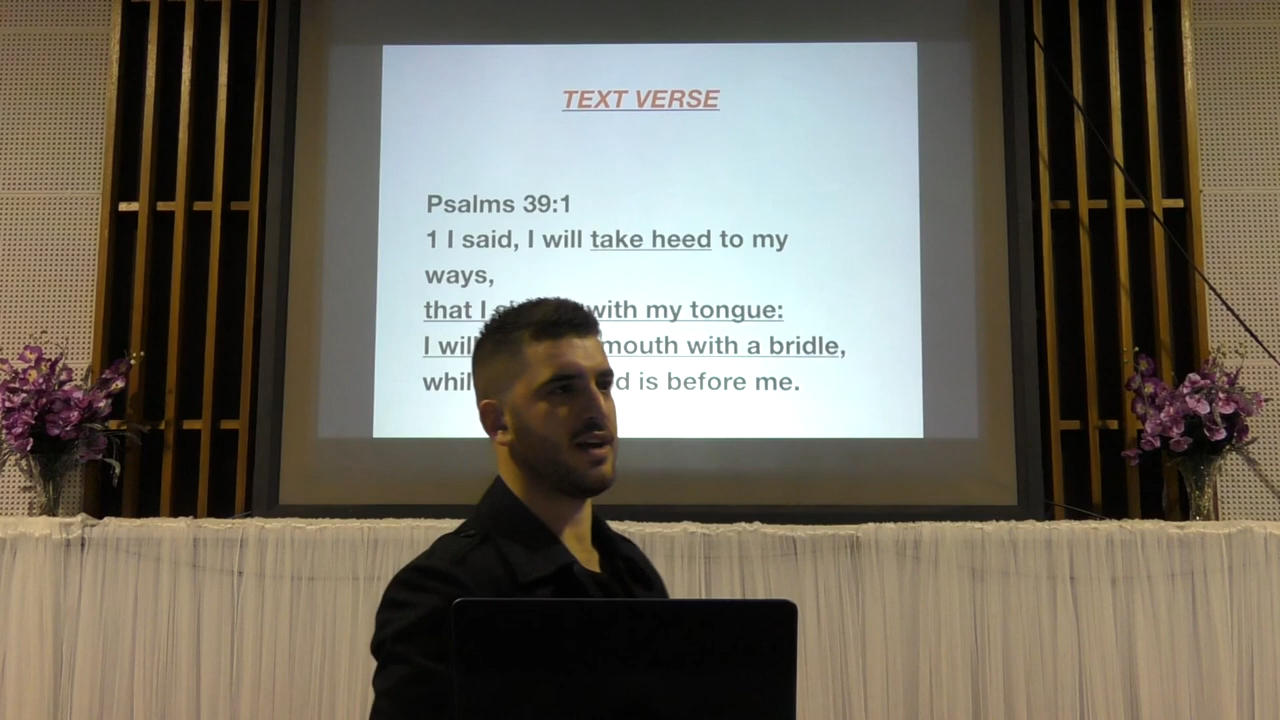 TEXT VERSE
Psalms 39:1
1 I said, I will take heed to my
ways,
that I with my tongue:
I will mouth with a bridle,
is before me.